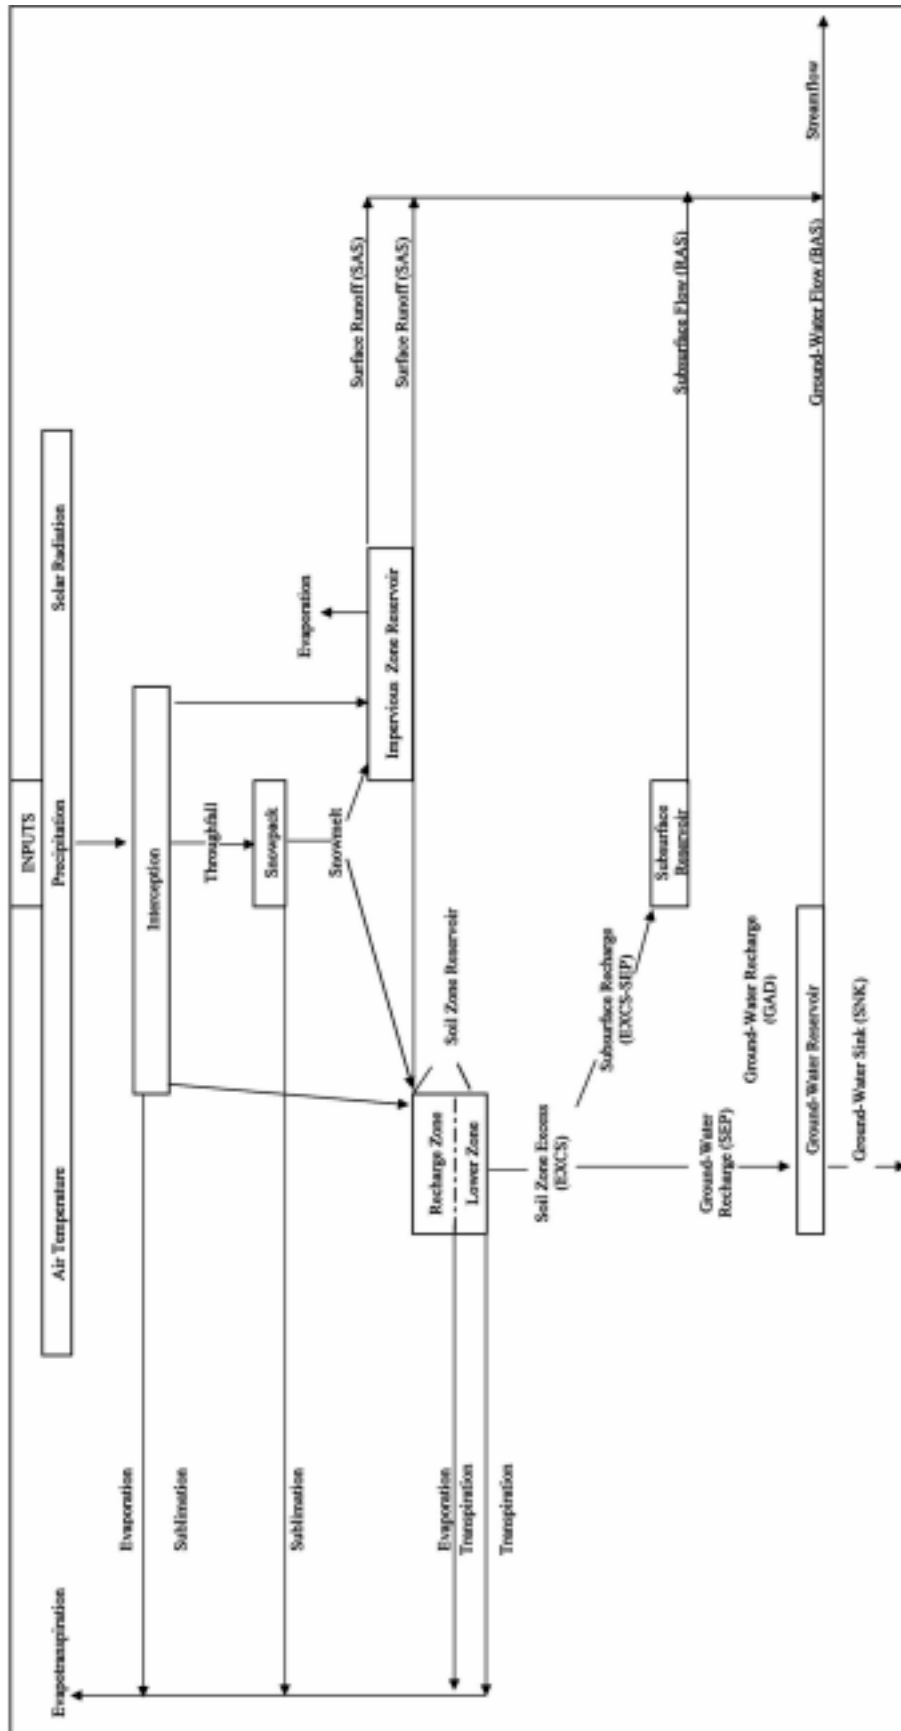 INPUTS
Air Temperature
Precipitation
Solar Radiation
Evapotranspiration
Evaporation
Interception
Sublimation
Throughfall
Sublimation
Snowpack
Evaporation
Snowmelt
Surface Runoff (SAS)
Impervious Zone Reservoir
Surface Runoff (SAS)
Evaporation
Transpiration
Recharge Zone
Soil Zone Reservoir
Lower Zone
Transpiration
Soil Zone Excess
(EXCS)
Subsurface Recharge
(EXCS-SEP)
Subsurface
Reservoir
Subsurface Flow (RAS)
Ground-Water
Recharge (SEP)
Ground-Water Recharge
(GAD)
Ground-Water Reservoir
Ground-Water Flow (BAS)
Streamflow
Ground-Water Sink (SNK)